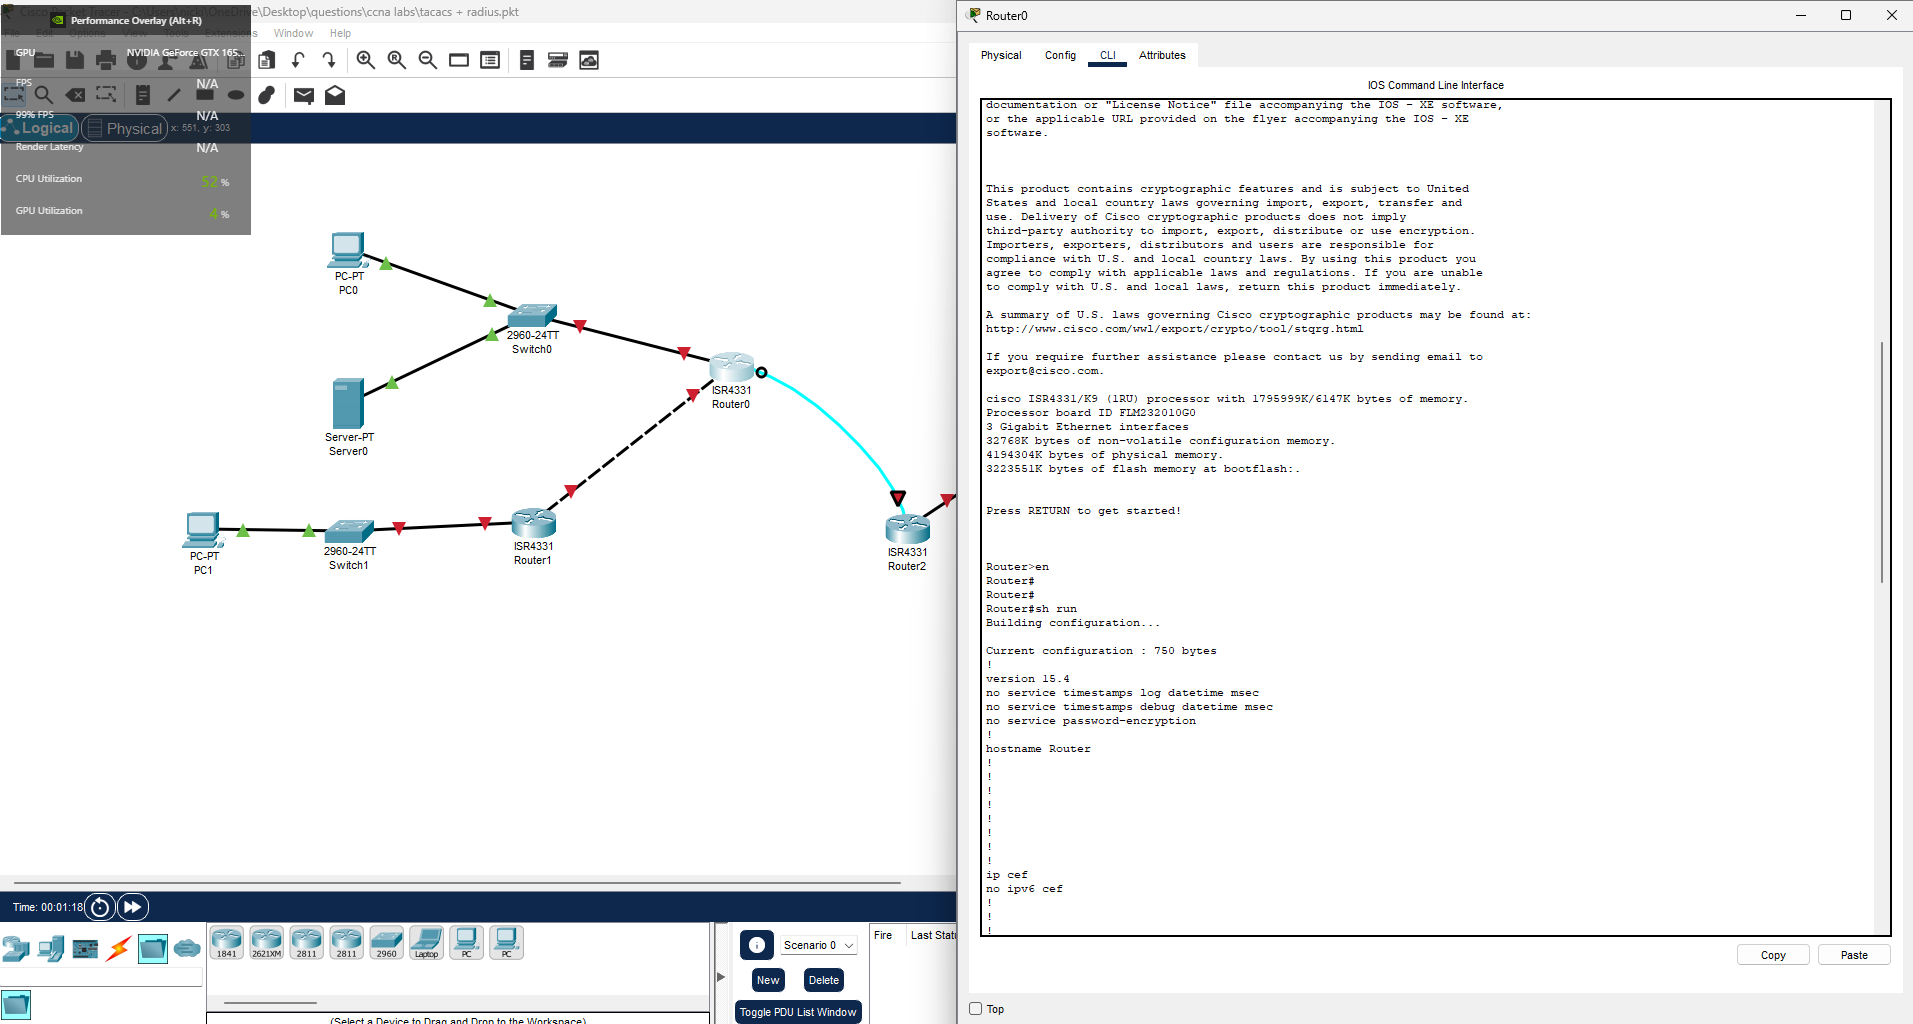 Performance Overlay (Alt+R)
\Desktop\questions\ccna labs\tacacs + radius.pkt
File Edit Options View Tools Extensions Window Help
GPU NVIDIA GeForce GTX 165...
FPS N/A
99% FPS N/A
Logical Physical x: 551, y: 303
Render Latency N/A
CPU Utilization 52 %
GPU Utilization 4 %
PC-PT
PC0
2960-24TT
Switch0
ISR4331
Router0
Server-PT
Server0
PC-PT
PC1
2960-24TT
Switch1
ISR4331
Router1
ISR4331
Router2
Time: 00:01:18
1841 2621XM 2811 2811 2960 Laptop PC PC
(Select a Device to Drag and Drop to the Workspace)
Scenario 0
New Delete
Toggle PDU List Window
Fire Last Statu
Router0
Physical Config CLI Attributes
IOS Command Line Interface
documentation or "License Notice" file accompanying the IOS - XE software,
or the applicable URL provided on the flyer accompanying the IOS - XE
software.
This product contains cryptographic features and is subject to United
States and local country laws governing import, export, transfer and
use. Delivery of Cisco cryptographic products does not imply
third-party authority to import, export, distribute or use encryption.
Importers, exporters, distributors and users are responsible for
compliance with U.S. and local country laws. By using this product you
agree to comply with applicable laws and regulations. If you are unable
to comply with U.S. and local laws, return this product immediately.
A summary of U.S. laws governing Cisco cryptographic products may be found at:
http://www.cisco.com/wwl/export/crypto/tool/stqrg.html
If you require further assistance please contact us by sending email to
export@cisco.com.
cisco ISR4331/K9 (1RU) processor with 1795999K/6147K bytes of memory.
Processor board ID FLM232010G0
3 Gigabit Ethernet interfaces
32768K bytes of non-volatile configuration memory.
4194304K bytes of physical memory.
3223551K bytes of flash memory at bootflash:.
Press RETURN to get started!
Router>en
Router#
Router#
Router#sh run
Building configuration...
Current configuration : 750 bytes
!
version 15.4
no service timestamps log datetime msec
no service timestamps debug datetime msec
no service password-encryption
!
hostname Router
!
!
!
!
!
!
!
!
ip cef
no ipv6 cef
!
!
!
Copy Paste
Top